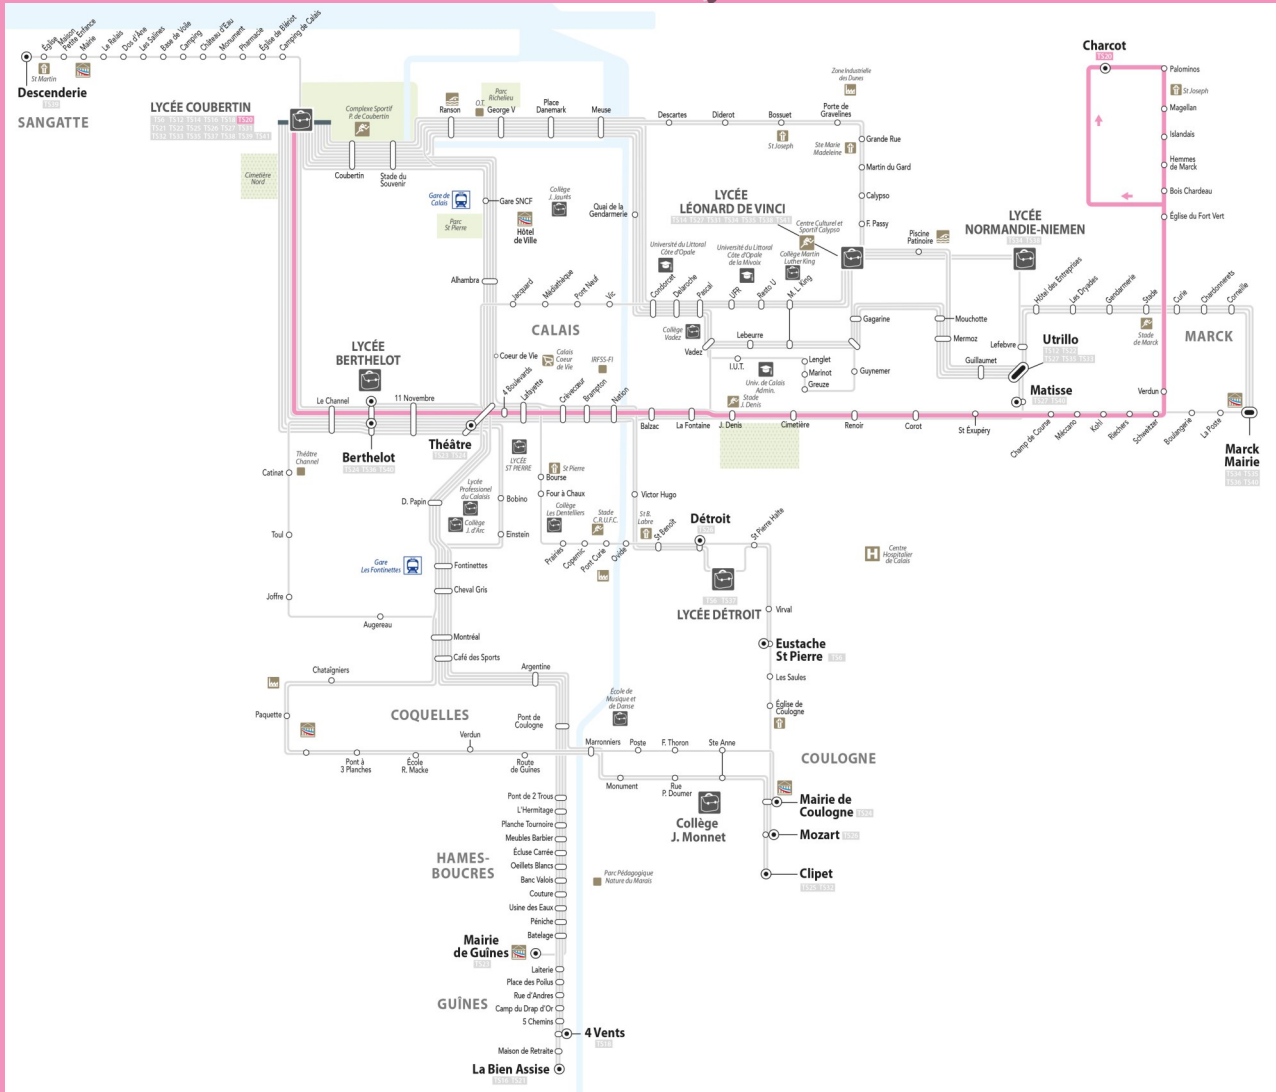 Église
Maison
Petite Enfance
Mairie
Le Relais
Dos d'Âne
Les Salines
Base de Voile
Camping
Château d'Eau
Monument
Pharmacie
Église de Blériot
Camping de Calais
St Martin
Descenderie
SANGATTE
LYCÉE COUBERTIN
TS20
Complexe Sportif
P. de Coubertin
Cimetière
Nord
Coubertin
Stade du
Souvenir
Ranson
O.T.
Parc
Richelieu
George V
Place
Danemark
Meuse
Descartes
Diderot
Bossuet
Porte de
Gravelines
Zone Industrielle
des Dunes
St Joseph
Ste Marie
Madeleine
Grande Rue
Martin du Gard
Calypso
F. Passy
Charcot
TS20
Palominos
St Joseph
Magellan
Islandais
Hemmes
de Marck
Bois Chardeau
Église du Fort Vert
Gare de
Calais
Gare SNCF
Parc
St Pierre
Hôtel
de Ville
Collège
J. Jaurès
Quai de la
Gendarmerie
LYCÉE
LÉONARD DE VINCI
Centre Culturel et
Sportif Calypso
Université du Littoral
Côte d'Opale
Université du Littoral
Côte d'Opale
de la Mivoix
Collège Martin
Luther King
Piscine
Patinoire
LYCÉE
NORMANDIE-NIEMEN
Alhambra
Jacquard
Médiathèque
Pont Neuf
Vic
Condorcet
Delaroche
Pascal
UFR
Resto U
M. L. King
Hôtel des Entreprises
Les Dryades
Gendarmerie
Stade
Curie
Chardonnerets
Corneille
CALAIS
Collège
Vadez
Vadez
Lebeurre
Gagarine
Mouchotte
Mermoz
Lefebvre
Guillaumet
Utrillo
Stade
de Marck
MARCK
LYCÉE
BERTHELOT
Coeur de Vie
Calais
Coeur
de Vie
IRFSS-FI
I.U.T.
Univ. de Calais
Admin.
Lenglet
Marinot
Greuze
Guynemer
Matisse
Verdun
Le Channel
11 Novembre
4 Boulevards
Lafayette
Crèvecœur
Brampton
Nation
Balzac
La Fontaine
Stade
J. Denis
J. Denis
Cimetière
Renoir
Corot
St Exupéry
Champ de Course
Méccano
Kohl
Riechers
Schweitzer
Boulangerie
La Poste
Marck
Mairie
Berthelot
Théâtre
Théâtre
Channel
Catinat
LYCÉE
ST PIERRE
St Pierre
Bourse
Four à Chaux
Victor Hugo
D. Papin
Lycée
Professionel
du Calaisis
Collège
J. d'Arc
Bobino
Einstein
Collège
Les Dentelliers
Stade
C.R.U.F.C.
St B.
Labre
Prairies
Copernic
Pont Curie
Ovide
St Benoît
Détroit
St Pierre Halte
Centre
Hospitalier
de Calais
Toul
Gare
Les Fontinettes
Fontinettes
Cheval Gris
Joffre
Augereau
Montréal
Café des Sports
LYCÉE DÉTROIT
Virval
Eustache
St Pierre
Les Saules
Église de
Coulogne
Chataîgniers
Argentine
Paquette
COQUELLES
Pont de
Coulogne
École de
Musique et
de Danse
Verdun
Pont à
3 Planches
École
R. Macke
Route
de Guînes
Marronniers
Poste
F. Thoron
Ste Anne
COULOGNE
Monument
Rue
P. Doumer
Collège
J. Monnet
Mairie de
Coulogne
Mozart
Clipet
Pont de 2 Trous
L'Hermitage
Planche Tournoire
Meubles Barbier
Écluse Carrée
Oeillets Blancs
Banc Valois
Couture
Usine des Eaux
Péniche
Batelage
HAMES-
BOUCRES
Parc Pédagogique
Nature du Marais
Mairie
de Guînes
Laiterie
Place des Poilus
Rue d'Andres
Camp du Drap d'Or
5 Chemins
GUÎNES
4 Vents
Maison de Retraite
La Bien Assise